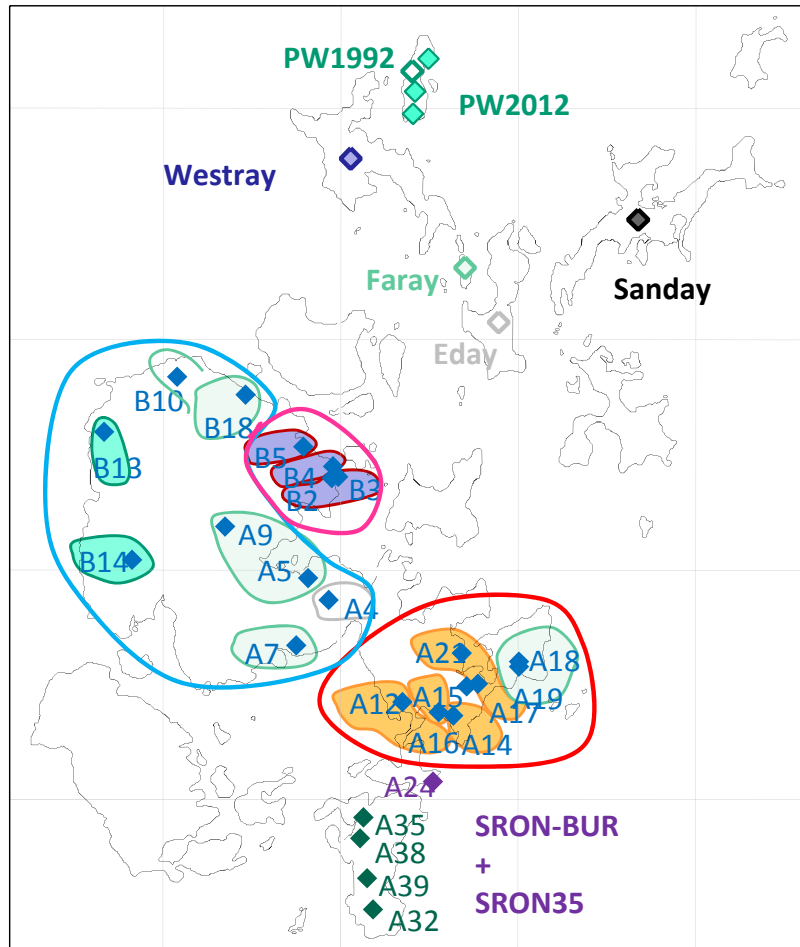 PW1992
PW2012
Westray
Faray
Sanday
Eday
B10
B18
B13
B5
B4
B3
B2
A9
B14
A5
A4
A7
A21
A18
A12
A15
A19
A17
A16
A14
A24
A35
A38
A39
A32
SRON-BUR
+
SRON35